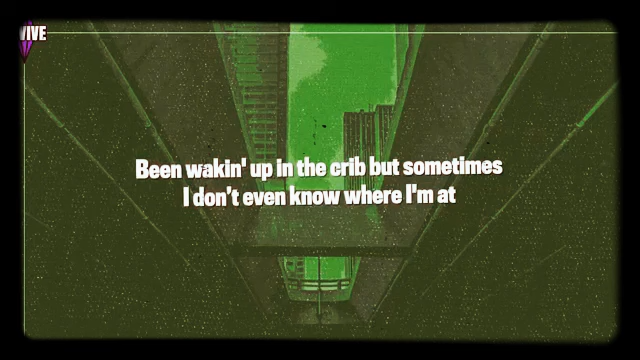 VIVE
Been wakin' up in the crib but sometimes
I don't even know where I'm at